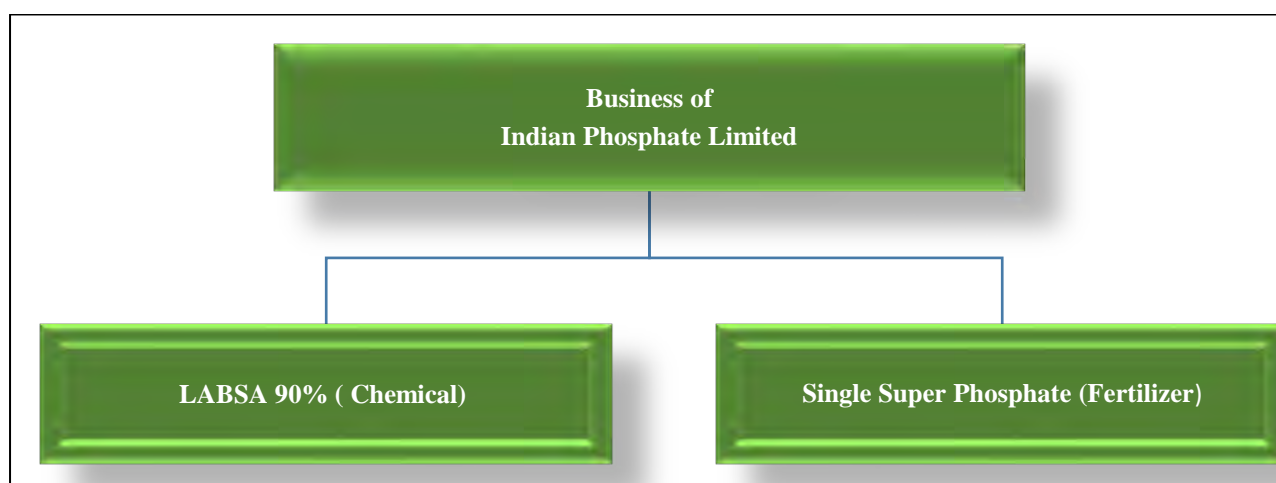 Business of
Indian Phosphate Limited
LABSA 90% ( Chemical)
Single Super Phosphate (Fertilizer)